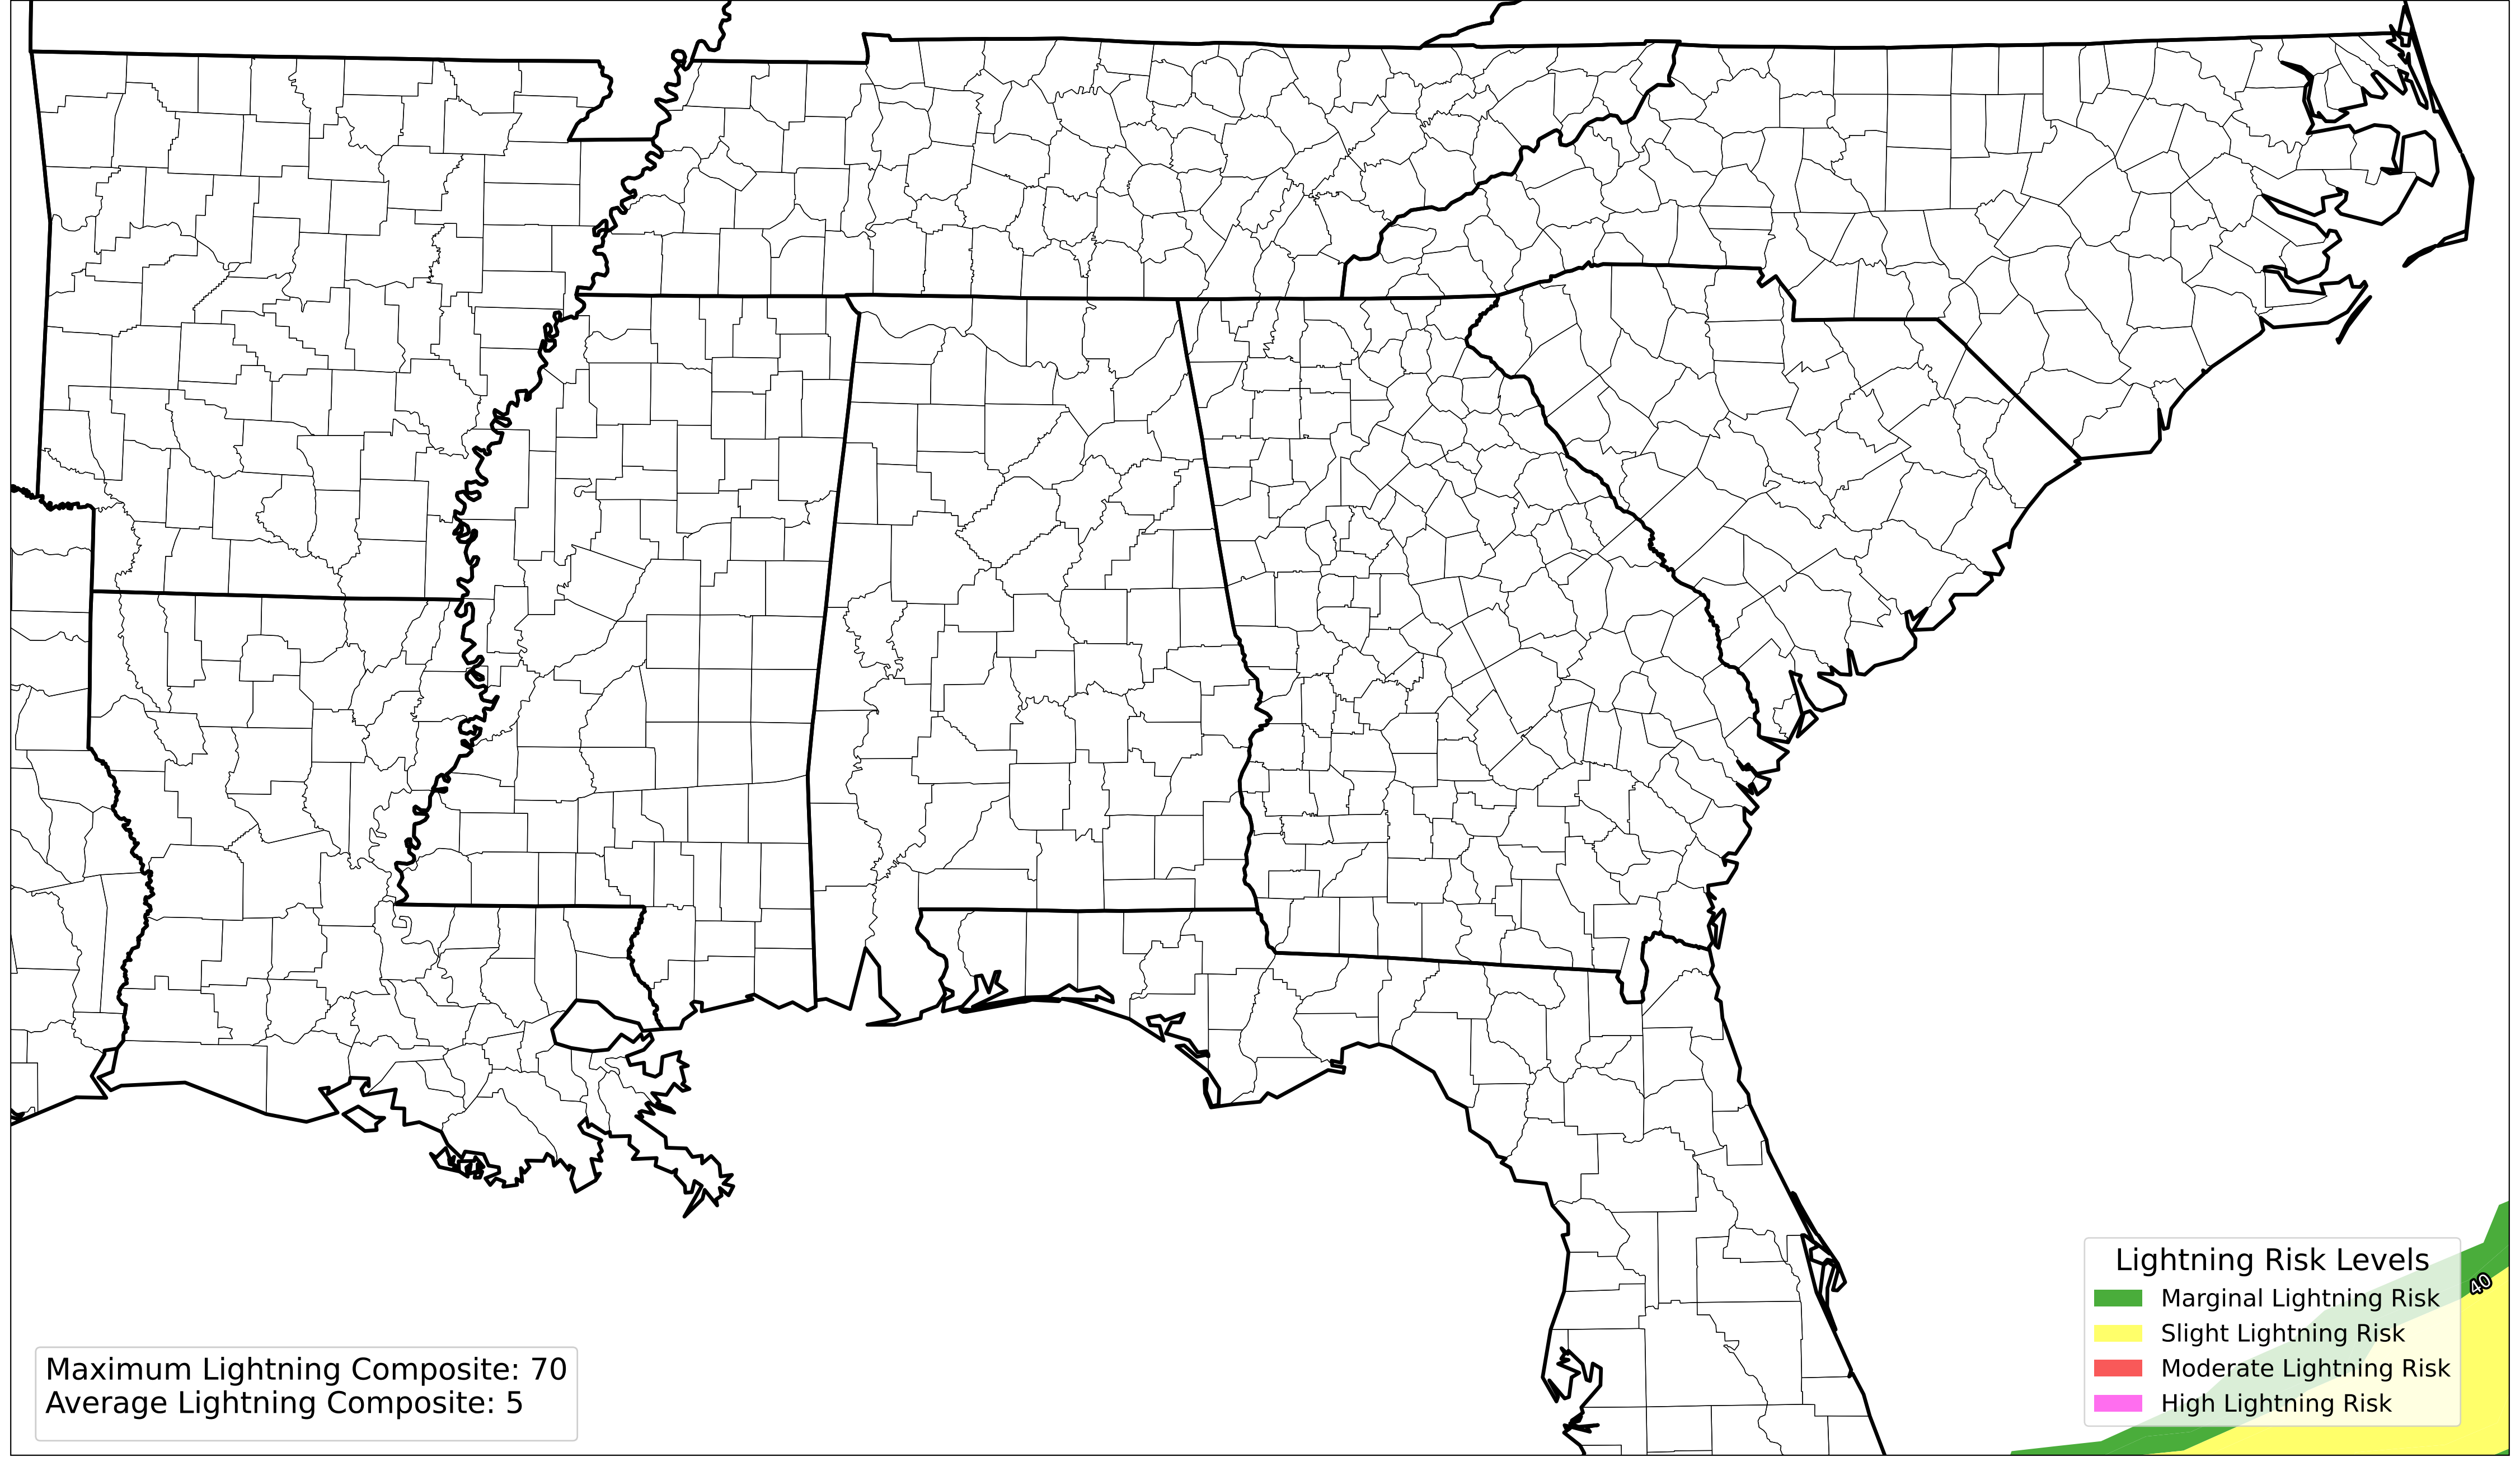 40
Lightning Risk Levels
Marginal Lightning Risk
Slight Lightning Risk
Moderate Lightning Risk
High Lightning Risk
Maximum Lightning Composite: 70
Average Lightning Composite: 5